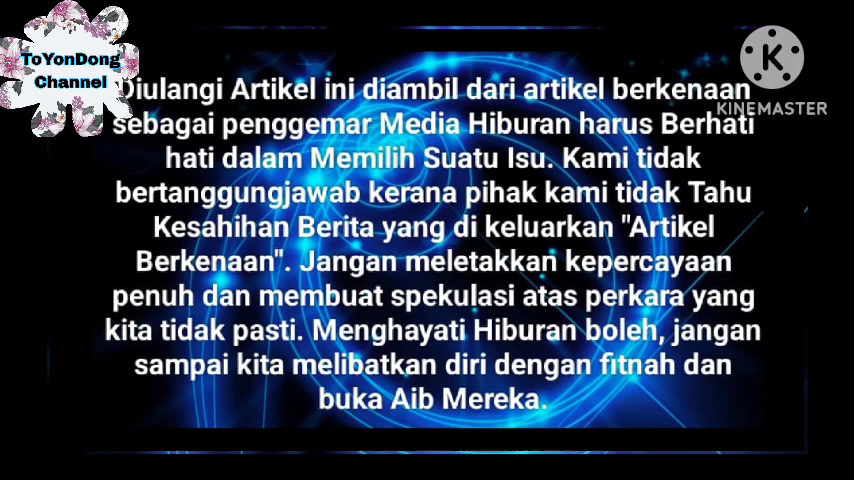 ToYonDong
Channel
KINEMASTER
Diulangi Artikel ini diambil dari artikel berkenaan
sebagai penggemar Media Hiburan harus Berhati
hati dalam Memilih Suatu Isu. Kami tidak
bertanggungjawab kerana pihak kami tidak Tahu
Kesahihan Berita yang di keluarkan "Artikel
Berkenaan". Jangan meletakkan kepercayaan
penuh dan membuat spekulasi atas perkara yang
kita tidak pasti. Menghayati Hiburan boleh, jangan
sampai kita melibatkan diri dengan fitnah dan
buka Aib Mereka.